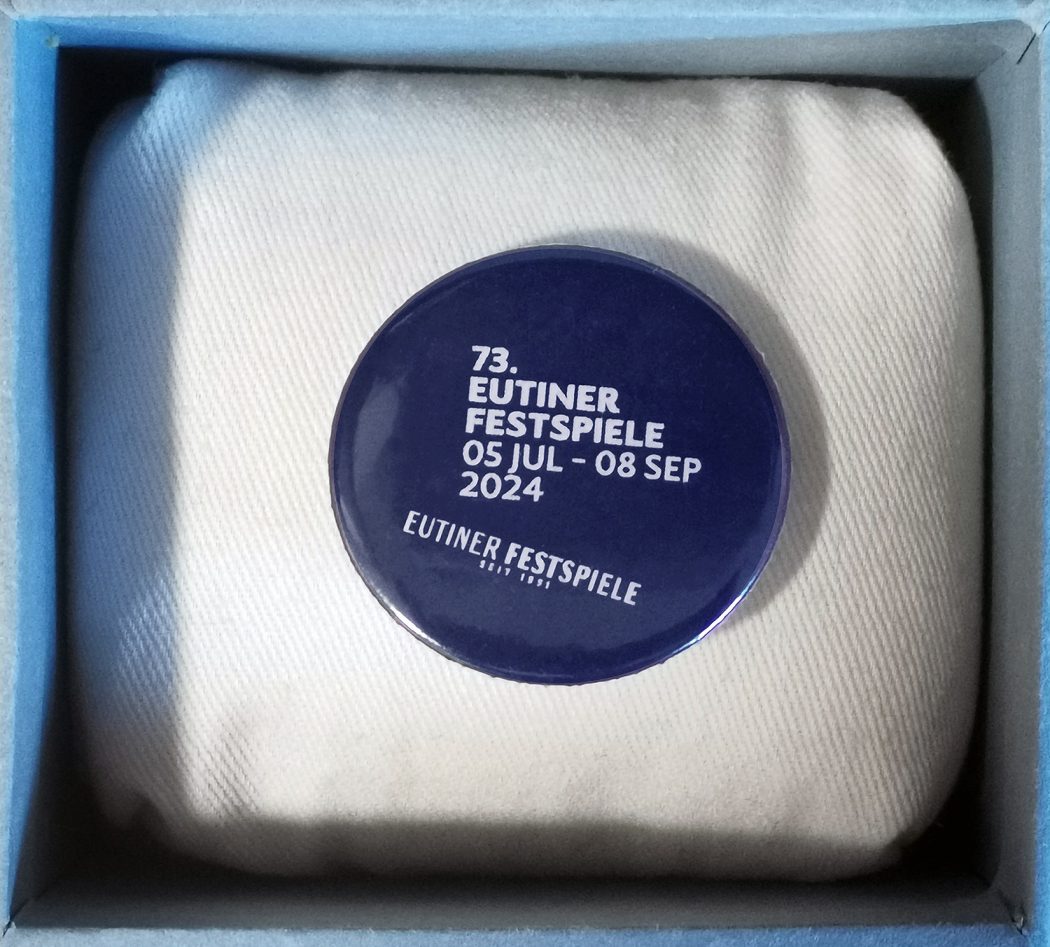 73.
EUTINER
FESTSPIELE
05 JUL – 08 SEP
2024
EUTINER FESTSPIELE
SEIT 1951